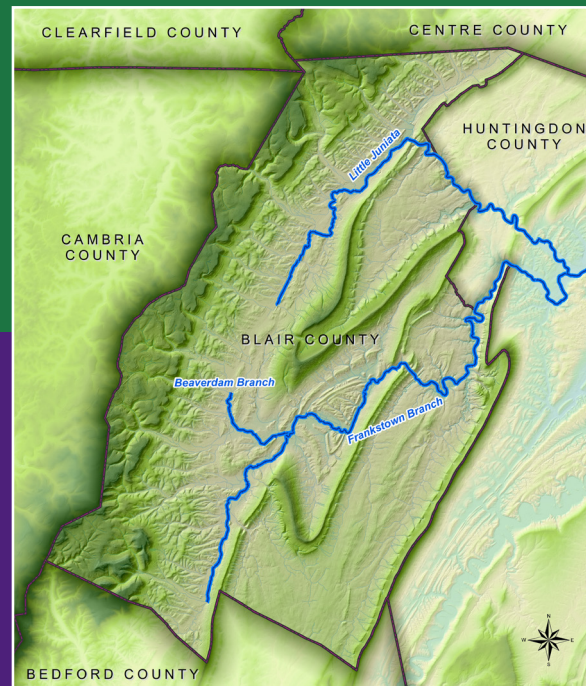 CLEARFIELD COUNTY
CENTRE COUNTY
Little Juniata
HUNTINGDON
COUNTY
CAMBRIA
COUNTY
BLAIR COUNTY
Beaverdam Branch
Frankstown Branch
N
W
E
S
BEDFORD COUNTY